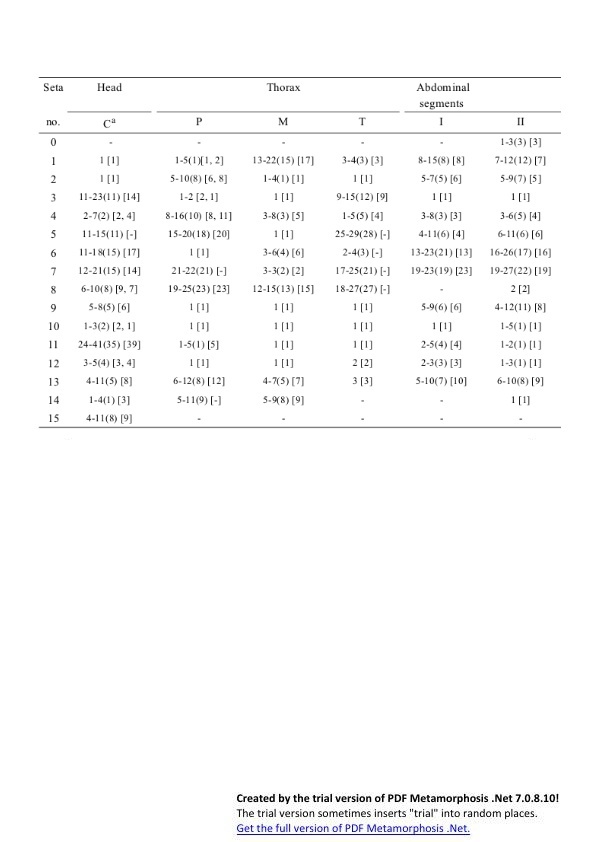 Seta Head Thorax Abdominal
segments
no. Cᵃ P M T I II
0 - - - - - 1-3(3) [3]
1 1 [1] 1-5(1)[1, 2] 13-22(15) [17] 3-4(3) [3] 8-15(8) [8] 7-12(12) [7]
2 1 [1] 5-10(8) [6, 8] 1-4(1) [1] 1 [1] 5-7(5) [6] 5-9(7) [5]
3 11-23(11) [14] 1-2 [2, 1] 1 [1] 9-15(12) [9] 1 [1] 1 [1]
4 2-7(2) [2, 4] 8-16(10) [8, 11] 3-8(3) [5] 1-5(5) [4] 3-8(3) [3] 3-6(5) [4]
5 11-15(11) [-] 15-20(18) [20] 1 [1] 25-29(28) [-] 4-11(6) [4] 6-11(6) [6]
6 11-18(15) [17] 1 [1] 3-6(4) [6] 2-4(3) [-] 13-23(21) [13] 16-26(17) [16]
7 12-21(15) [14] 21-22(21) [-] 3-3(2) [2] 17-25(21) [-] 19-23(19) [23] 19-27(22) [19]
8 6-10(8) [9, 7] 19-25(23) [23] 12-15(13) [15] 18-27(27) [-] - 2 [2]
9 5-8(5) [6] 1 [1] 1 [1] 1 [1] 5-9(6) [6] 4-12(11) [8]
10 1-3(2) [2, 1] 1 [1] 1 [1] 1 [1] 1 [1] 1-5(1) [1]
11 24-41(35) [39] 1-5(1) [5] 1 [1] 1 [1] 2-5(4) [4] 1-2(1) [1]
12 3-5(4) [3, 4] 1 [1] 1 [1] 2 [2] 2-3(3) [3] 1-3(1) [1]
13 4-11(5) [8] 6-12(8) [12] 4-7(5) [7] 3 [3] 5-10(7) [10] 6-10(8) [9]
14 1-4(1) [3] 5-11(9) [-] 5-9(8) [9] - - 1 [1]
15 4-11(8) [9] - - - - -
Created by the trial version of PDF Metamorphosis .Net 7.0.8.10!
The trial version sometimes inserts "trial" into random places.
Get the full version of PDF Metamorphosis .Net.